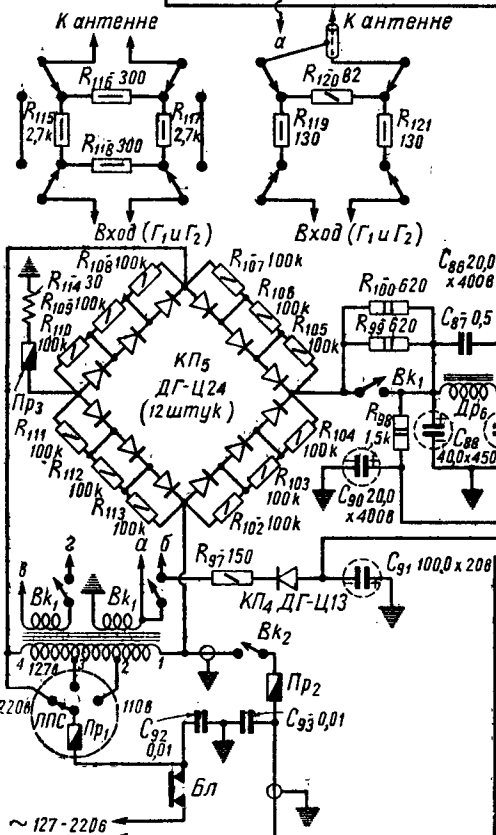 К антенне
К антенне
а
R116 300
R115 2,7k
R117 2,7k
R118 300
R120 82
R119 130
R121 130
Вход (Г1 и Г2)
Вход (Г1 и Г2)
R108 100k
R107 100k
R114 30
R109 100k
R110 100k
R106 100k
R105 100k
Пр3
КП5
ДГ-Ц24
(12 штук)
C86 20,0 x 400в
R100 620
R99 620
C87 0,5
Вк1
R98 1,5k
Др6
C88 40,0 x 450
R111 100k
R112 100k
R113 100k
R104 100k
R103 100k
R102 100k
C90 20,0 x 400в
в
г
а
б
Вк1
Вк1
R97 150
КП4 ДГ-Ц13
C91 100,0 x 20в
4
127в
3
2
1
220в
110в
ППС
Пр1
Вк2
Пр2
C92 0,01
C93 0,01
Бл
~ 127-220в